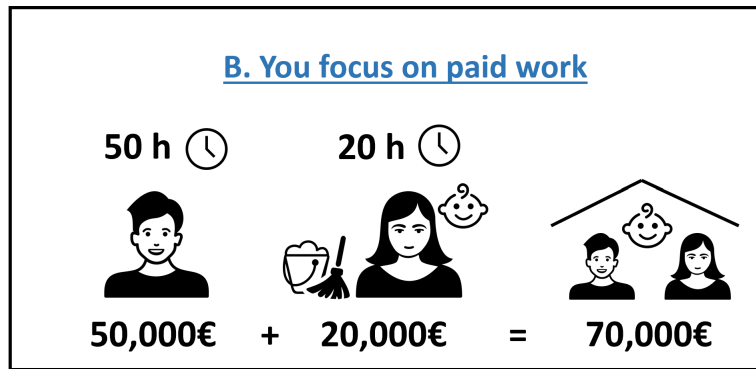 B. You focus on paid work
50 h 20 h
50,000€ + 20,000€ = 70,000€